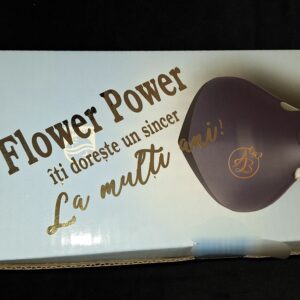 Flower Power
îți dorește un sincer
La mulți ani!